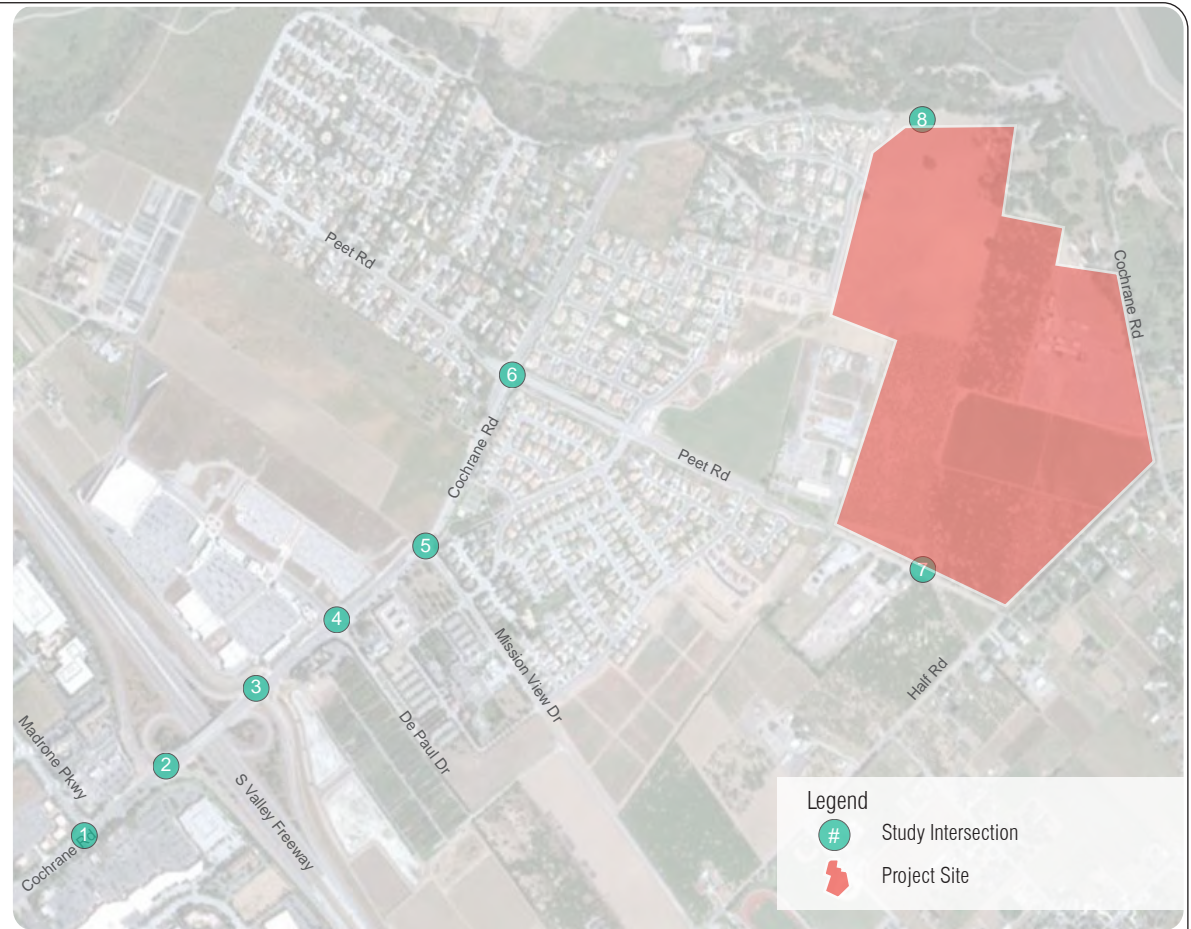 8
Cochrane Rd
Peet Rd
6
Cochrane Rd
Peet Rd
5
7
4
Mission View Dr
Half Rd
3
De Paul Dr
Madrone Pkwy
2
S Valley Freeway
1
Cochrane Rd
Legend
# Study Intersection
Project Site